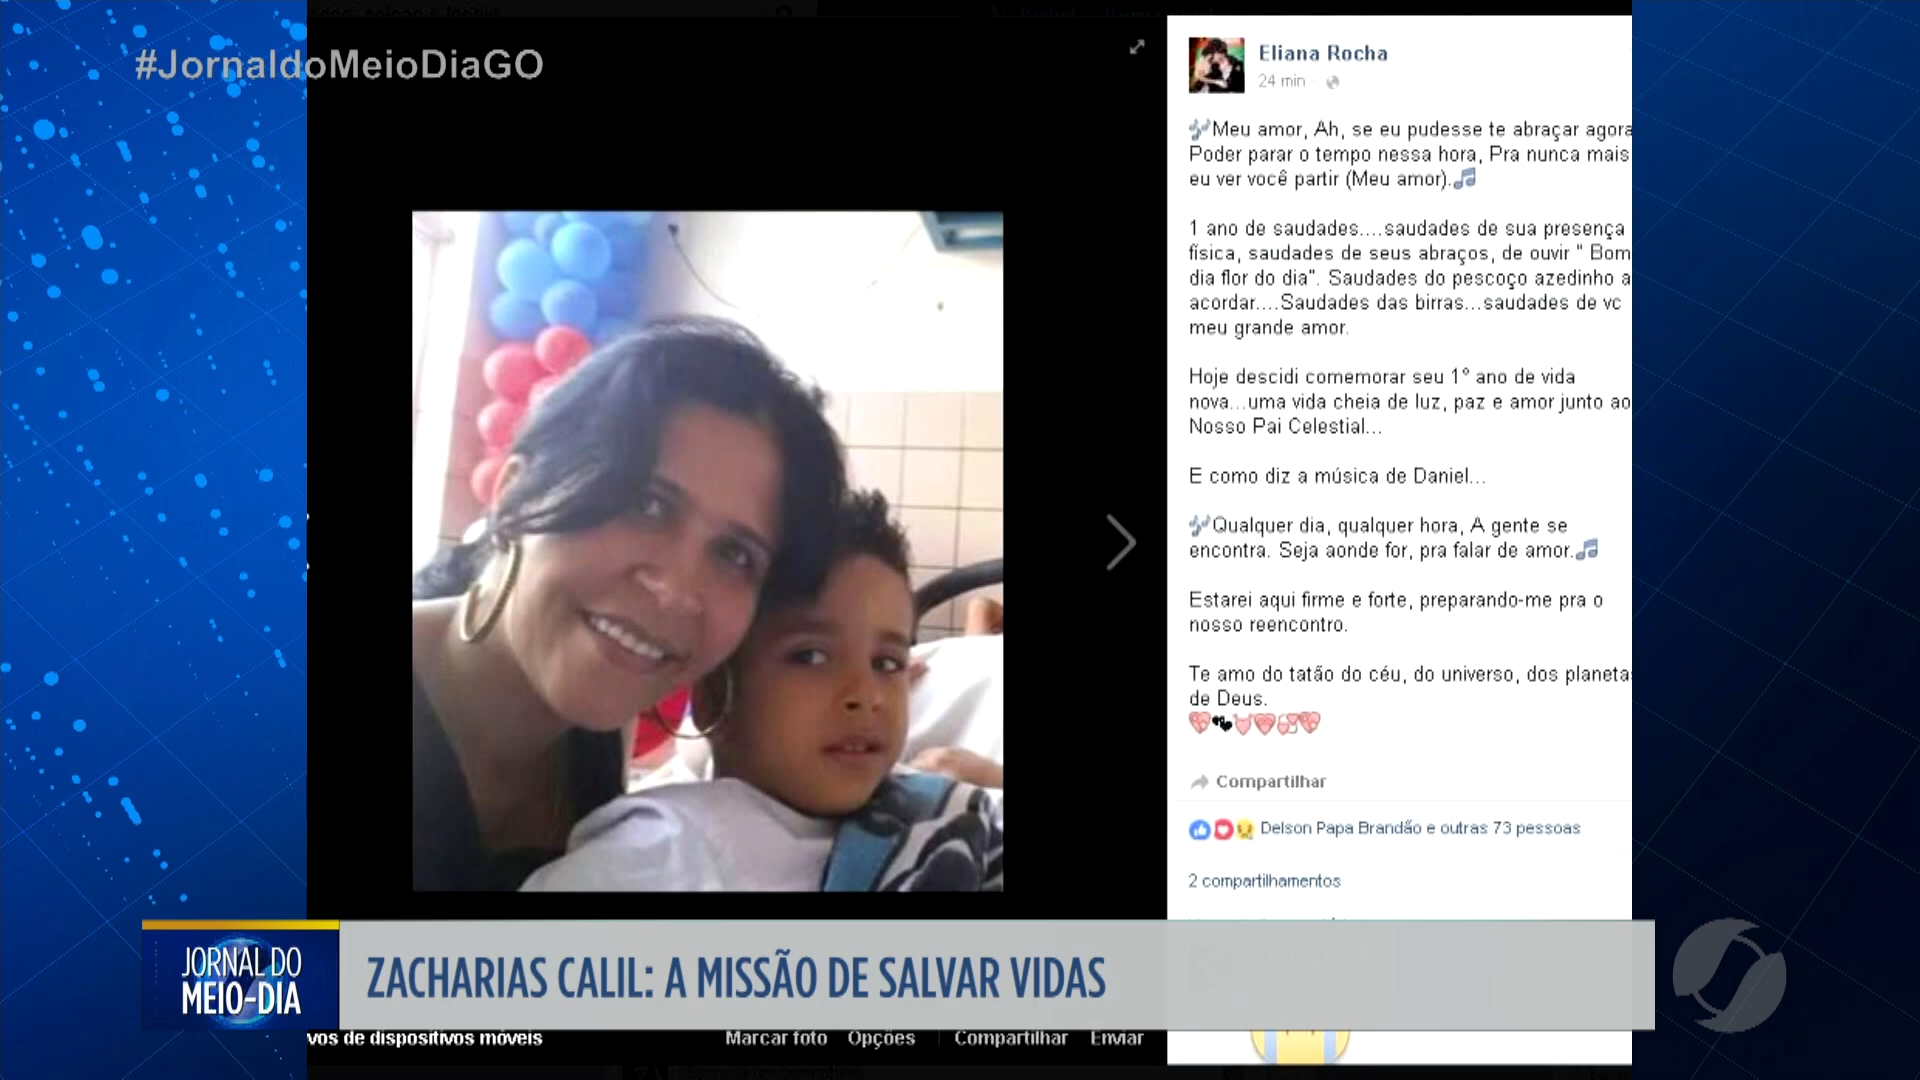 #JornaldoMeioDiaGO
Eliana Rocha
24 min
Meu amor, Ah, se eu pudesse te abraçar agora
Poder parar o tempo nessa hora, Pra nunca mais
eu ver você partir (Meu amor).
1 ano de saudades....saudades de sua presença
física, saudades de seus abraços, de ouvir " Bom
dia flor do dia". Saudades do pescoço azedinho a
acordar....Saudades das birras...saudades de vc
meu grande amor.
Hoje descidi comemorar seu 1º ano de vida
nova...uma vida cheia de luz, paz e amor junto ao
Nosso Pai Celestial...
E como diz a música de Daniel...
Qualquer dia, qualquer hora, A gente se
encontra. Seja aonde for, pra falar de amor.
Estarei aqui firme e forte, preparando-me pra o
nosso reencontro.
Te amo do tatão do céu, do universo, dos planetas
de Deus.
Compartilhar
Delson Papa Brandão e outras 73 pessoas
2 compartilhamentos
JORNAL DO
MEIO-DIA
ZACHARIAS CALIL: A MISSÃO DE SALVAR VIDAS
vos de dispositivos móveis
Marcar foto Opções Compartilhar Enviar